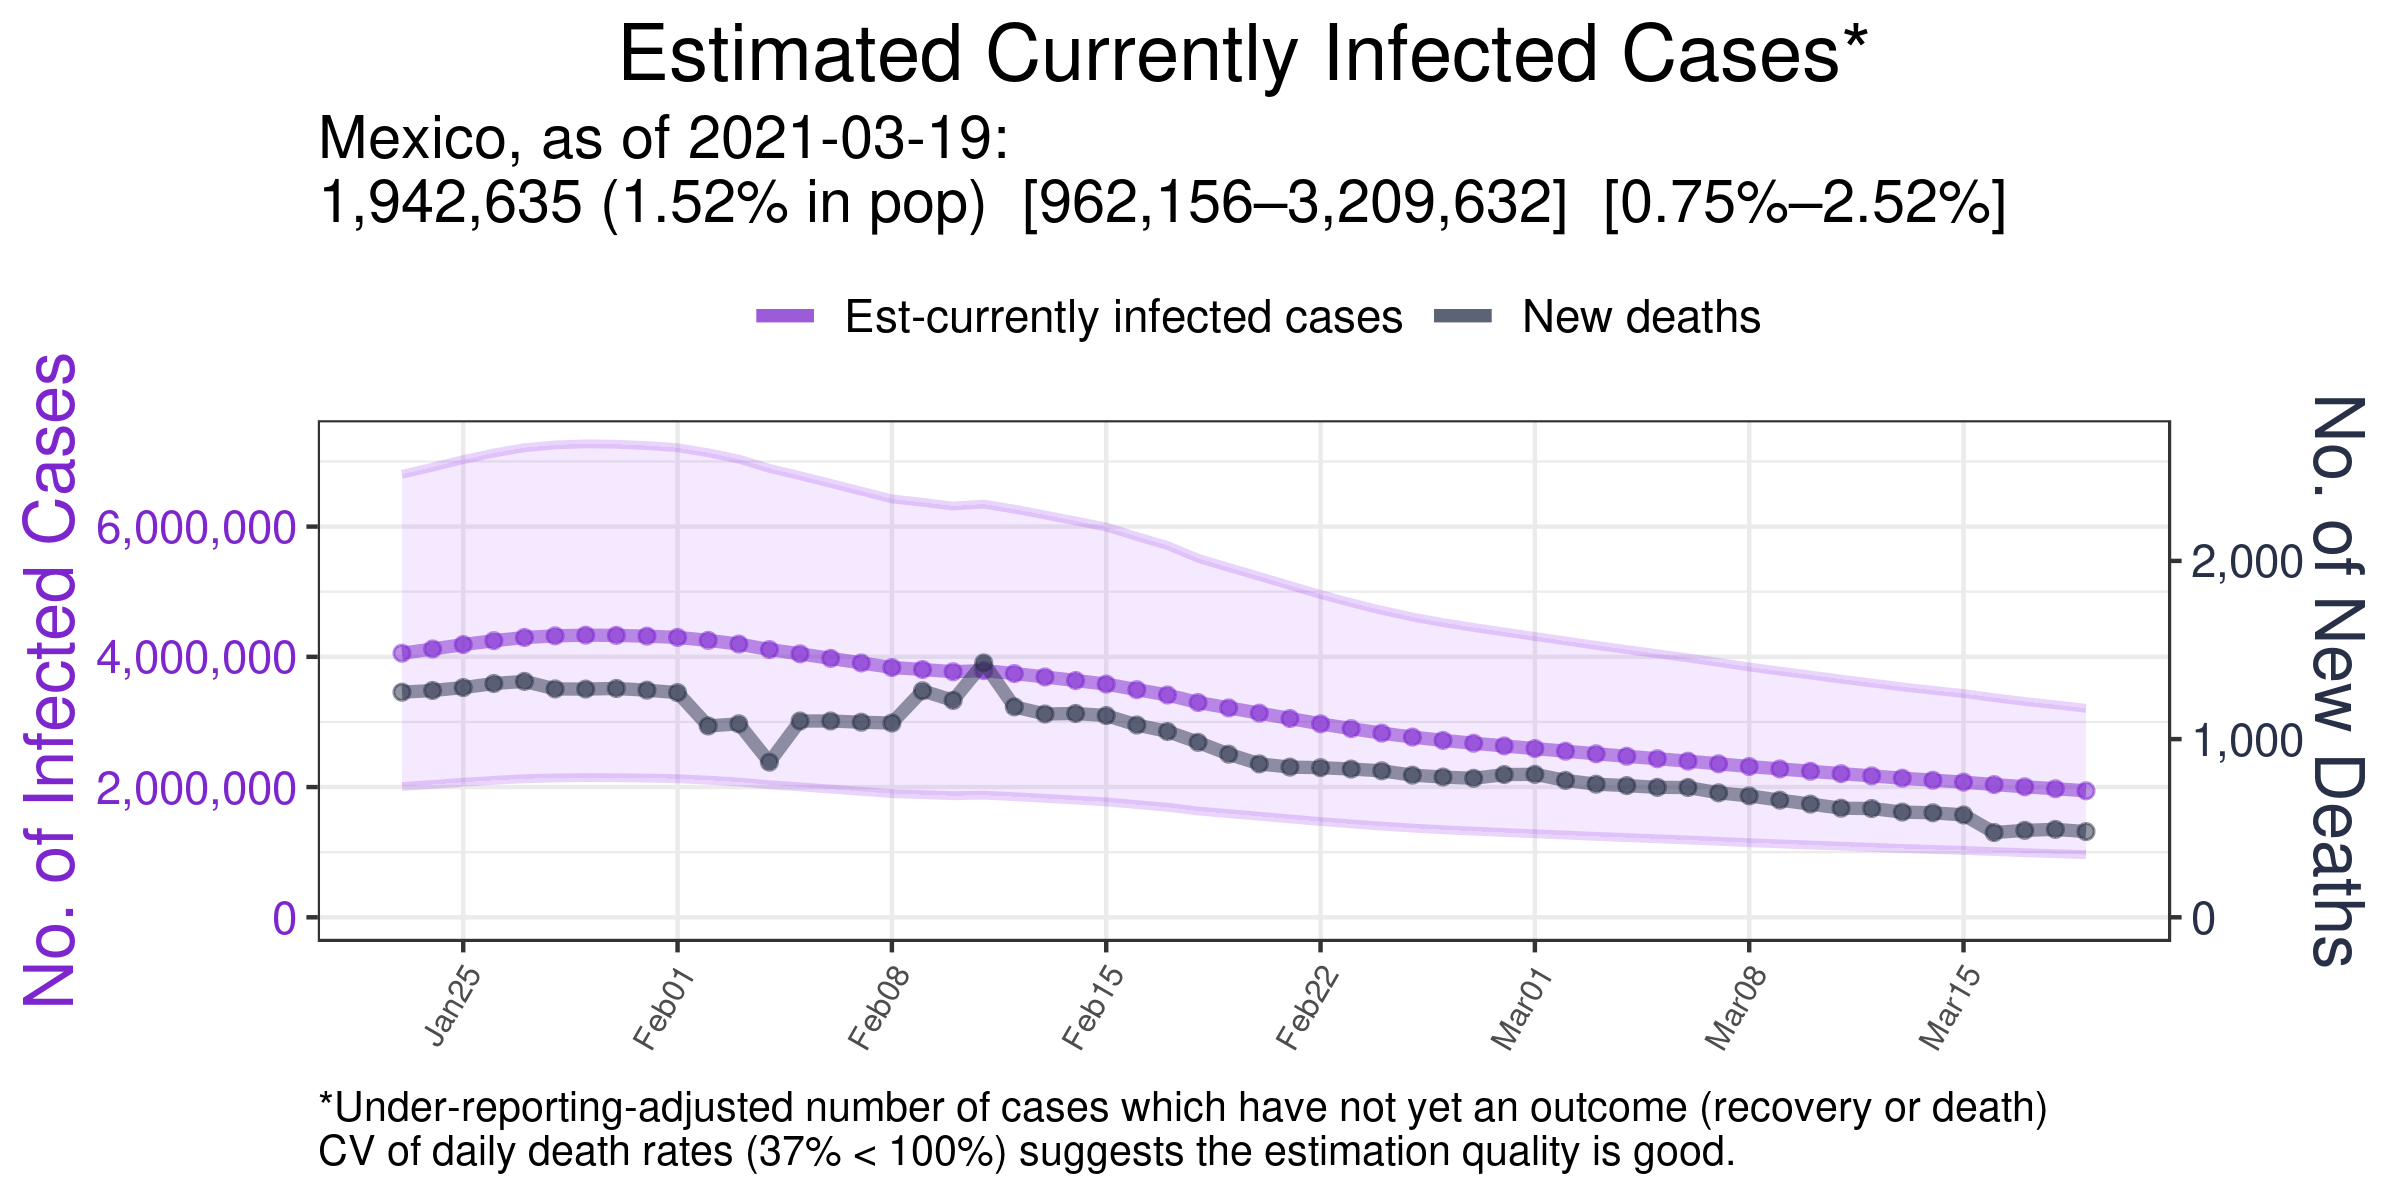 Estimated Currently Infected Cases*
Mexico, as of 2021-03-19:
1,942,635 (1.52% in pop)  [962,156–3,209,632]  [0.75%–2.52%]
Est-currently infected cases
New deaths
No. of Infected Cases
6,000,000
4,000,000
2,000,000
0
No. of New Deaths
2,000
1,000
0
Jan25
Feb01
Feb08
Feb15
Feb22
Mar01
Mar08
Mar15
*Under-reporting-adjusted number of cases which have not yet an outcome (recovery or death)
CV of daily death rates (37% < 100%) suggests the estimation quality is good.